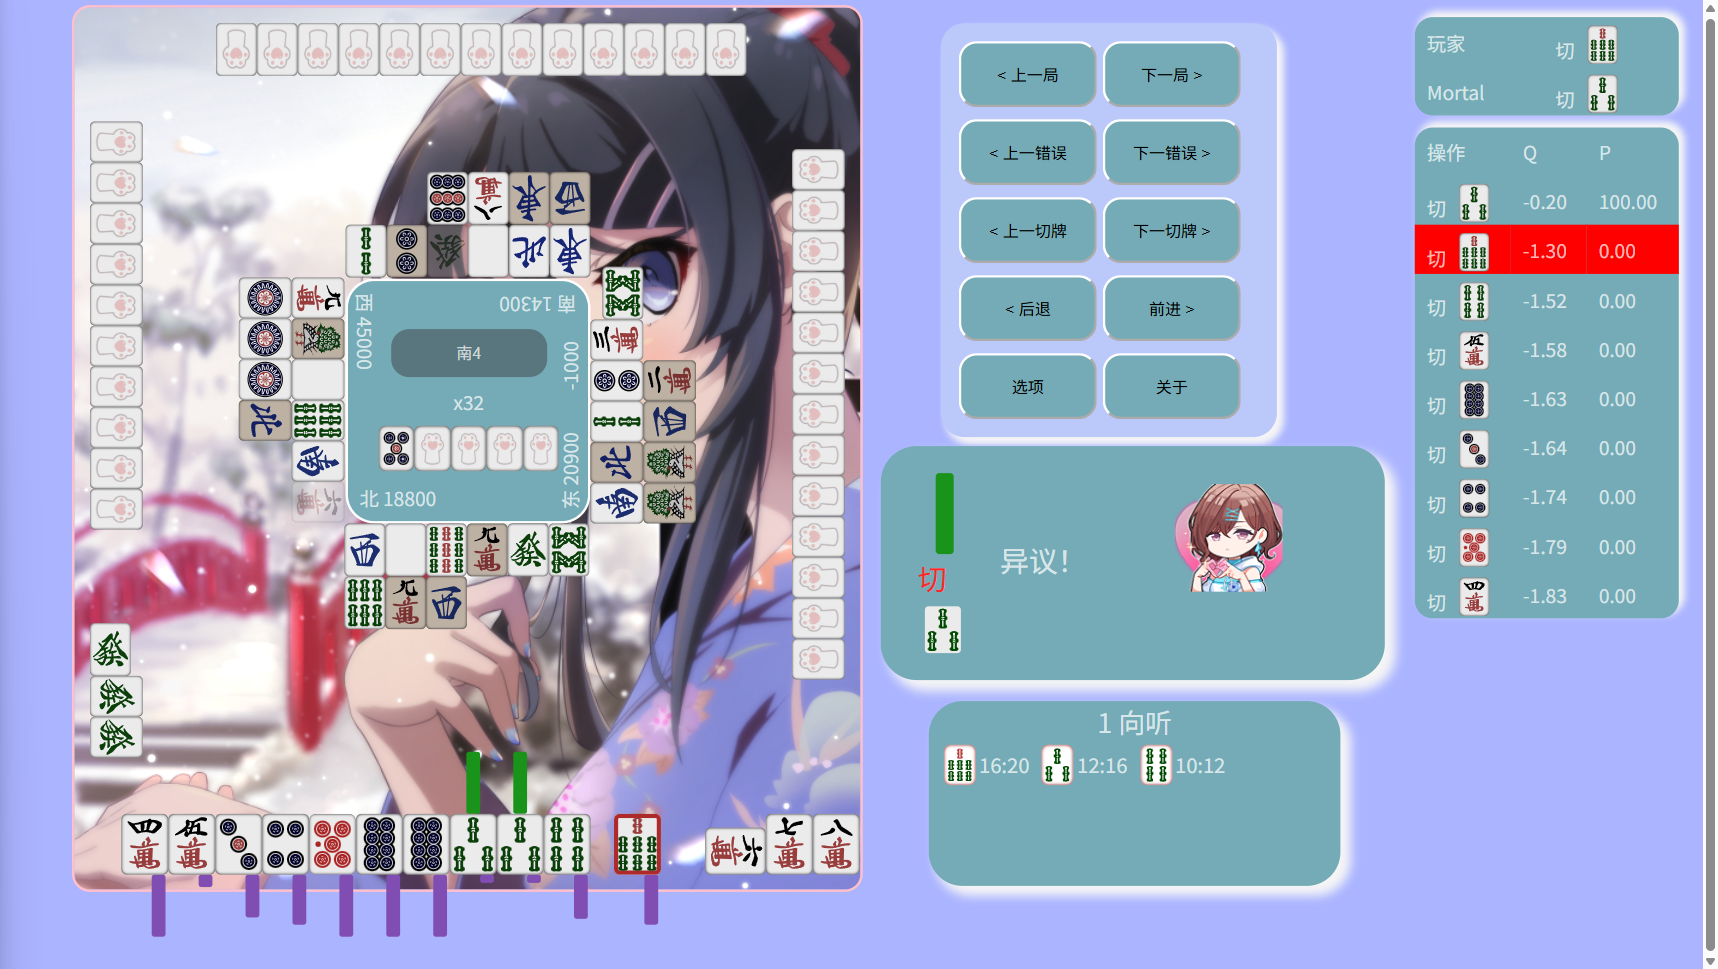 西 45000
南 14300
-1000
南4
x32
北 18800
东 20900
< 上一局
下一局 >
< 上一错误
下一错误 >
< 上一切牌
下一切牌 >
< 后退
前进 >
选项
关于
切
异议！
1 向听
16:20 12:16 10:12
玩家 切
Mortal 切
操作 Q P
切 -0.20 100.00
切 -1.30 0.00
切 -1.52 0.00
切 -1.58 0.00
切 -1.63 0.00
切 -1.64 0.00
切 -1.74 0.00
切 -1.79 0.00
切 -1.83 0.00